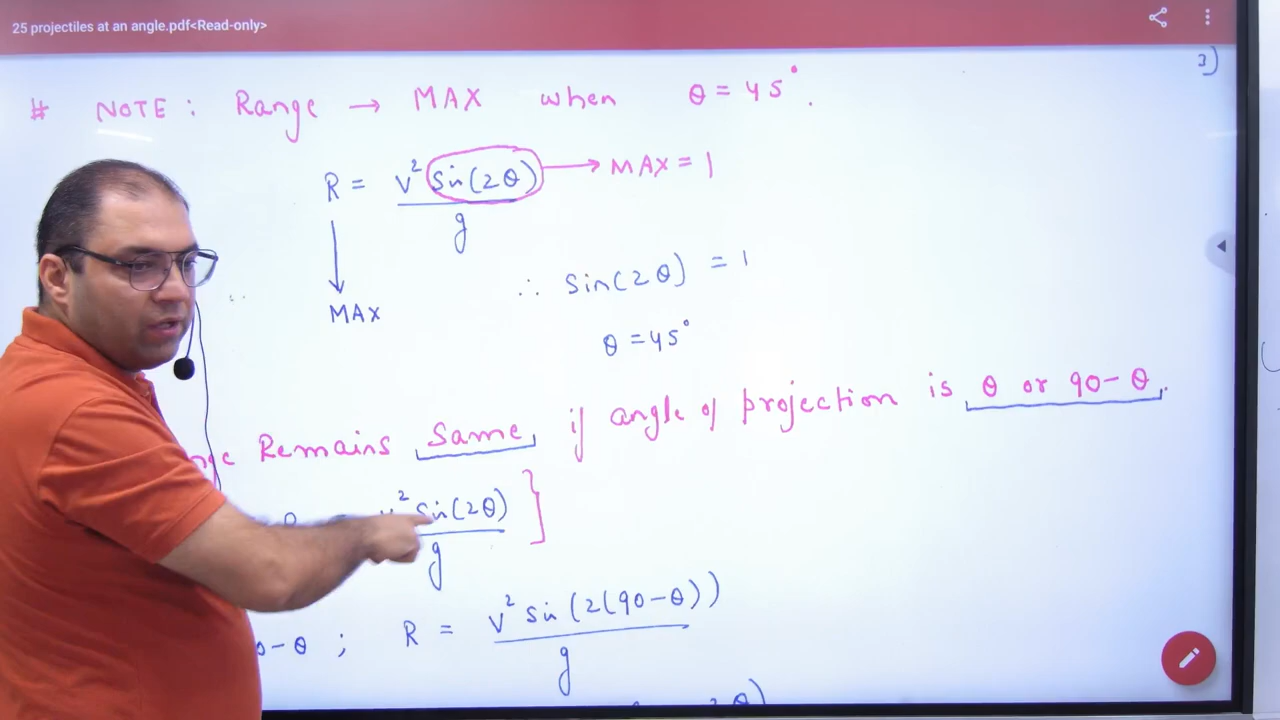 25 projectiles at an angle.pdf<Read-only>
2)
# NOTE : Range → MAX when θ = 45°.
R = v² Sin(2θ) / g → MAX = 1
MAX
∴ Sin(2θ) = 1
θ = 45°
Remains Same if angle of projection is θ or 90-θ.
Sin(2θ) / g }
-θ ; R = v² Sin (2(90-θ)) / g